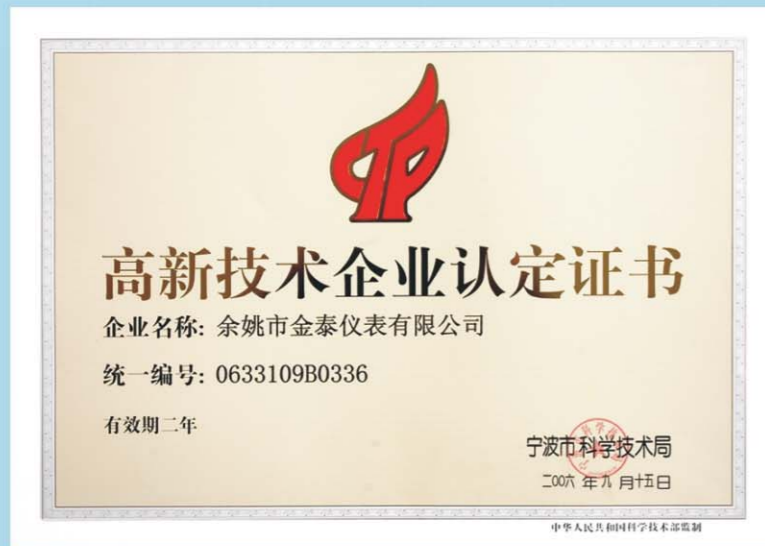 高新技术企业认定证书
企业名称: 余姚市金泰仪表有限公司
统一编号: 0633109B0336
有效期二年
宁波市科学技术局
二00六年九月十五日
中华人民共和国科学技术部监制